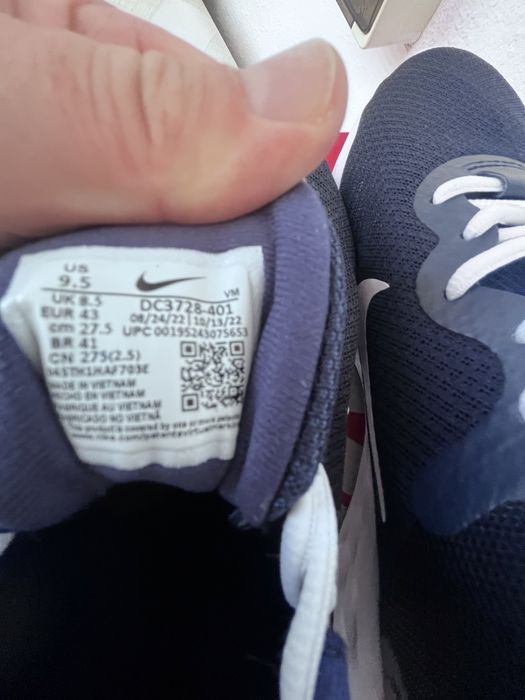 US
9.5
VM
UK 8.5
DC3728-401
EUR 43
08/24/22 | 10/13/22
cm 27.5
UPC 00195243075653
BR 41
CN 275(2.5)
MADE IN VIETNAM
HECHO EN VIETNAM
FABRIQUE AU VIETNAM
FABRICADO NO VIETNÃ